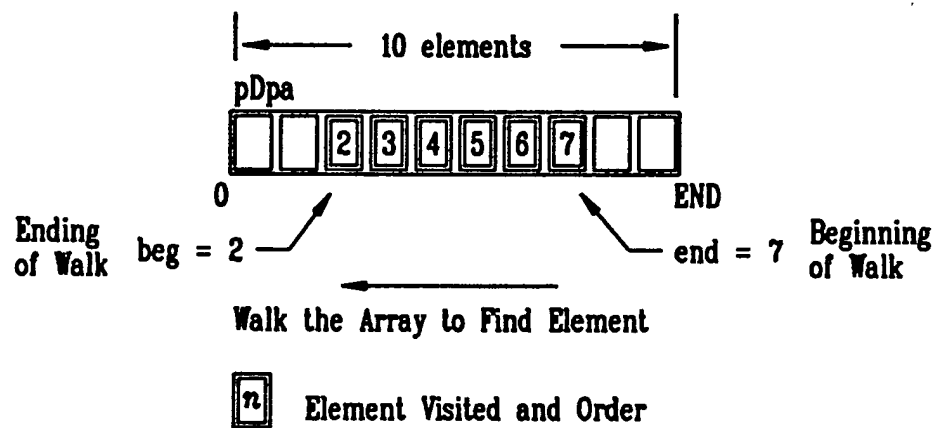 10 elements
pDpa
2 3 4 5 6 7
0 END
Ending of Walk beg = 2 end = 7 Beginning of Walk
Walk the Array to Find Element
n Element Visited and Order